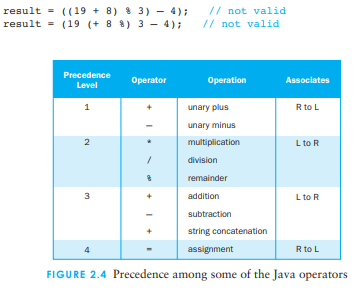 result = ((19 + 8) % 3) – 4);   // not valid
result = (19 (+ 8 %) 3 – 4);   // not valid
Precedence Level   Operator   Operation   Associates
1   +   unary plus   R to L
–   unary minus
2   *   multiplication   L to R
/   division
%   remainder
3   +   addition   L to R
–   subtraction
+   string concatenation
4   =   assignment   R to L
FIGURE 2.4 Precedence among some of the Java operators